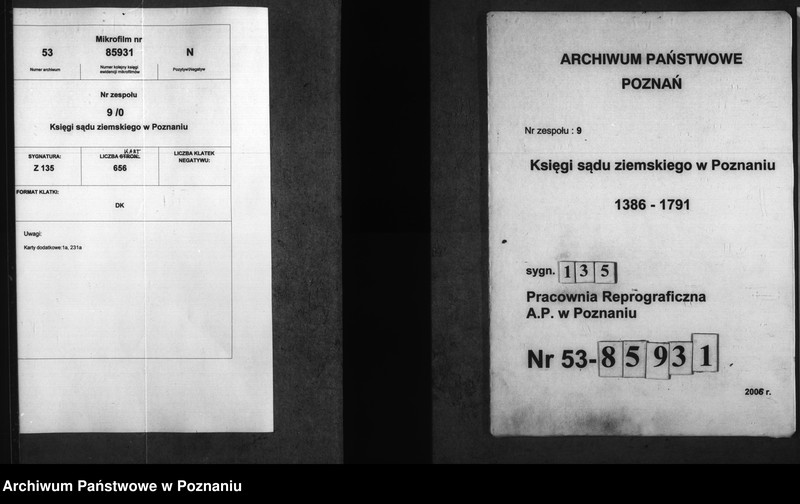 Mikrofilm nr
53 85931 N
Numer archiwum Numer kolejny księgi ewidencji mikrofilmów Pozytyw/Negatyw
Nr zespołu
9 /0
Księgi sądu ziemskiego w Poznaniu
SYGNATURA: LICZBA STRON: KART LICZBA KLATEK NEGATYWU:
Z 135 656
FORMAT KLATKI:
DK
Uwagi:
Karty dodatkowe 1a, 231a
ARCHIWUM PAŃSTWOWE
POZNAŃ
Nr zespołu : 9
Księgi sądu ziemskiego w Poznaniu
1386 - 1791
sygn. 135
Pracownia Reprograficzna
A.P. w Poznaniu
Nr 53-85931
2006 r.
Archiwum Państwowe w Poznaniu